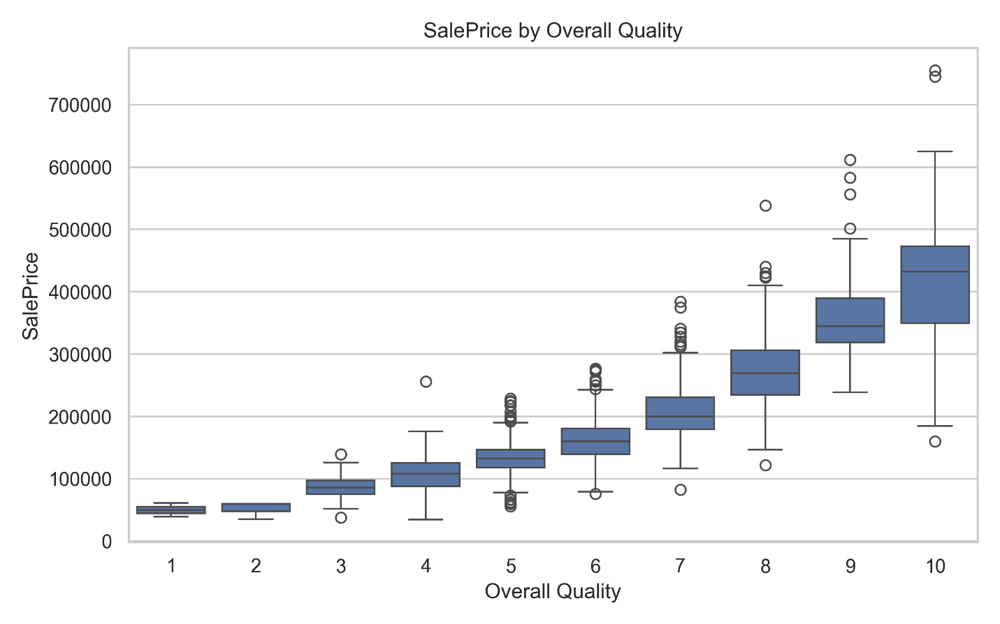 SalePrice by Overall Quality
SalePrice
700000
600000
500000
400000
300000
200000
100000
0
1 2 3 4 5 6 7 8 9 10
Overall Quality